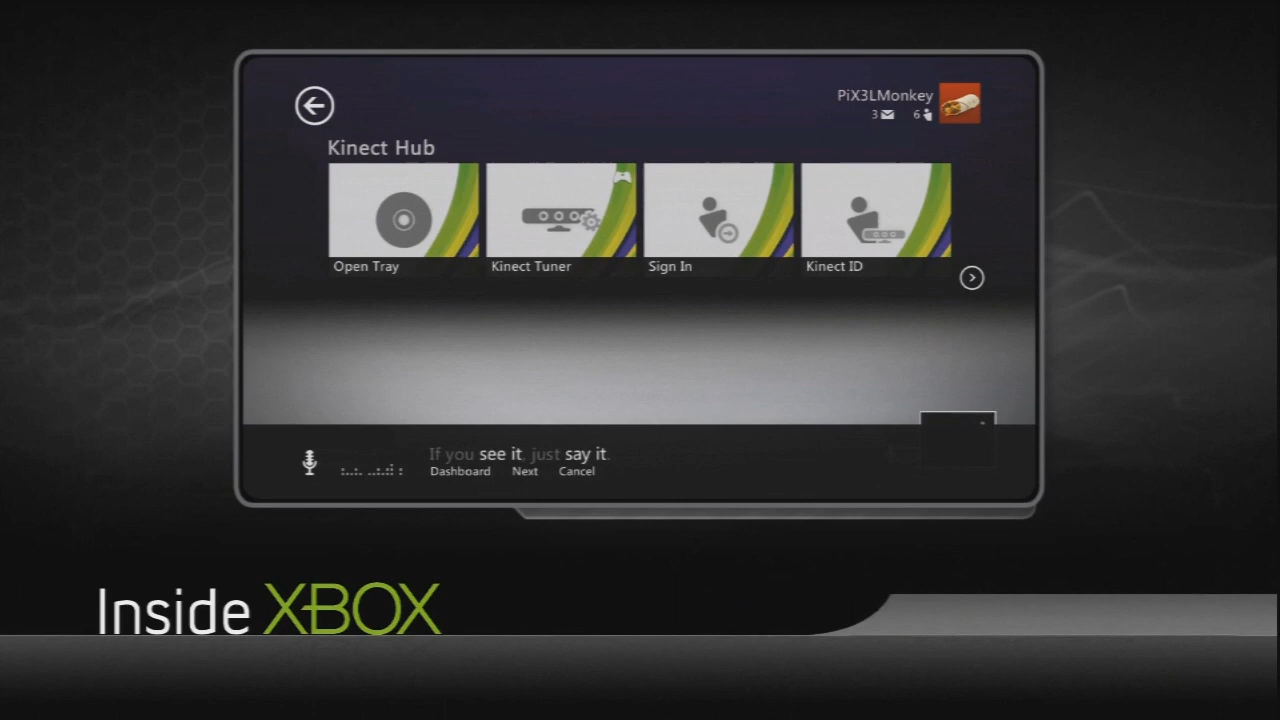 PiX3LMonkey
3 6
Kinect Hub
Open Tray Kinect Tuner Sign In Kinect ID
If you see it, just say it.
Dashboard Next Cancel
Inside XBOX